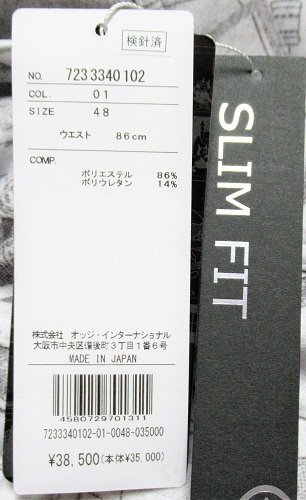 検針済
NO. 7233340102
COL. 01
SIZE 48
ウエスト 86cm
COMP.
ポリエステル 86%
ポリウレタン 14%
株式会社 オッジ・インターナショナル
大阪市中央区備後町3丁目1番6号
MADE IN JAPAN
4580729701311
7233340102-01-0048-035000
¥38,500(本体¥35,000)
SLIM FIT